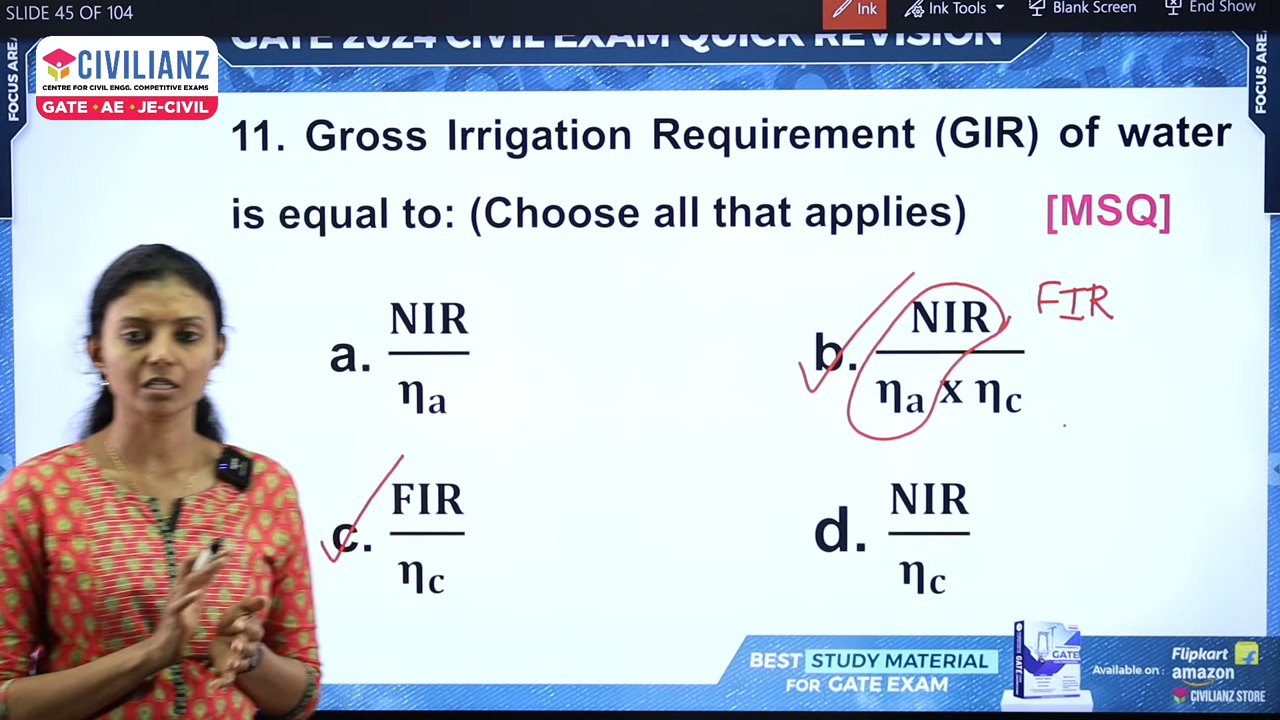 SLIDE 45 OF 104
Ink
Ink Tools
Blank Screen
End Show
GATE 2024 CIVIL EXAM QUICK REVISION
FOCUS AREA
FOCUS AREA
CIVILIANZ
CENTRE FOR CIVIL ENGG. COMPETITIVE EXAMS
GATE • AE • JE-CIVIL
11. Gross Irrigation Requirement (GIR) of water
is equal to: (Choose all that applies) [MSQ]
a. NIR / ηa
b. NIR / ηa x ηc
FIR
c. FIR / ηc
d. NIR / ηc
BEST STUDY MATERIAL
FOR GATE EXAM
GATE
Available on :
Flipkart
amazon
CIVILIANZ STORE